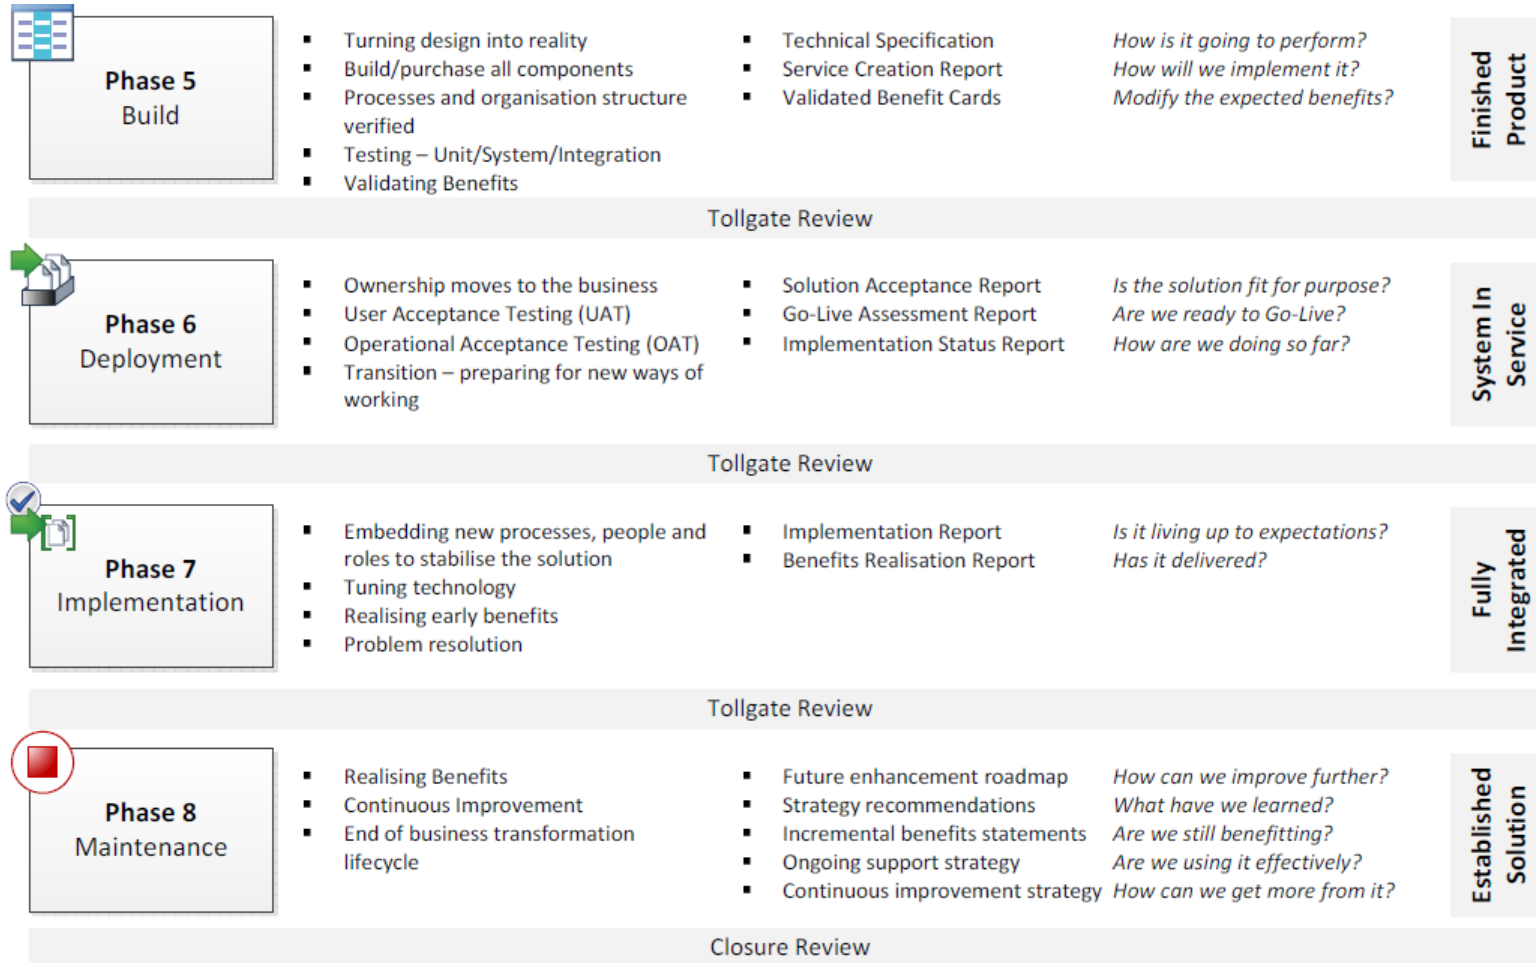 Phase 5
Build
▪ Turning design into reality
▪ Build/purchase all components
▪ Processes and organisation structure
verified
▪ Testing – Unit/System/Integration
▪ Validating Benefits
▪ Technical Specification
▪ Service Creation Report
▪ Validated Benefit Cards
How is it going to perform?
How will we implement it?
Modify the expected benefits?
Finished
Product
Tollgate Review
Phase 6
Deployment
▪ Ownership moves to the business
▪ User Acceptance Testing (UAT)
▪ Operational Acceptance Testing (OAT)
▪ Transition – preparing for new ways of
working
▪ Solution Acceptance Report
▪ Go-Live Assessment Report
▪ Implementation Status Report
Is the solution fit for purpose?
Are we ready to Go-Live?
How are we doing so far?
System In
Service
Tollgate Review
Phase 7
Implementation
▪ Embedding new processes, people and
roles to stabilise the solution
▪ Tuning technology
▪ Realising early benefits
▪ Problem resolution
▪ Implementation Report
▪ Benefits Realisation Report
Is it living up to expectations?
Has it delivered?
Fully
Integrated
Tollgate Review
Phase 8
Maintenance
▪ Realising Benefits
▪ Continuous Improvement
▪ End of business transformation
lifecycle
▪ Future enhancement roadmap
▪ Strategy recommendations
▪ Incremental benefits statements
▪ Ongoing support strategy
▪ Continuous improvement strategy
How can we improve further?
What have we learned?
Are we still benefitting?
Are we using it effectively?
How can we get more from it?
Established
Solution
Closure Review